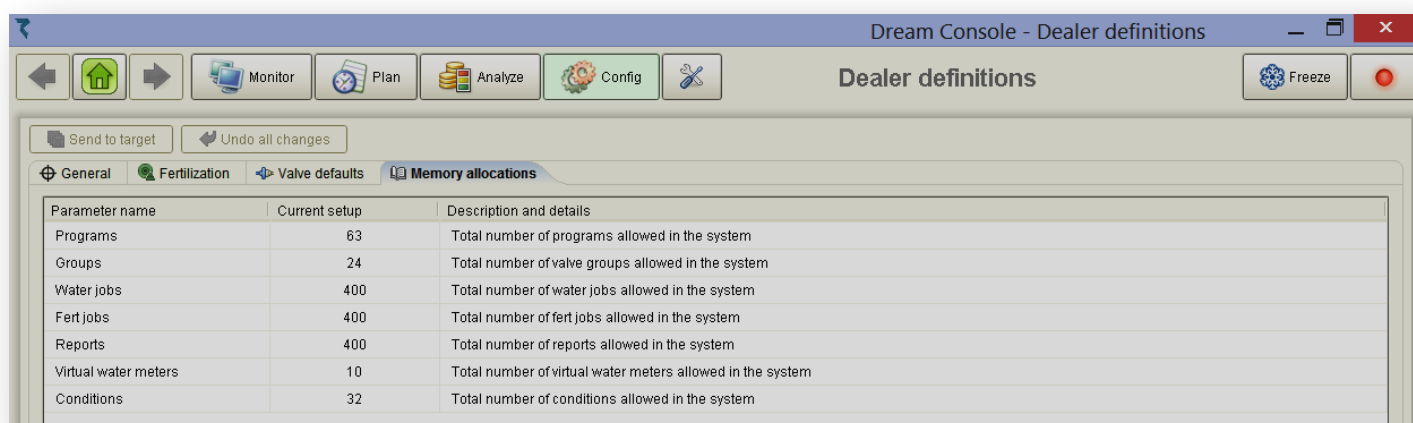 Dream Console - Dealer definitions
Monitor Plan Analyze Config Dealer definitions Freeze
Send to target Undo all changes
General Fertilization Valve defaults Memory allocations
Parameter name Current setup Description and details
Programs 63 Total number of programs allowed in the system
Groups 24 Total number of valve groups allowed in the system
Water jobs 400 Total number of water jobs allowed in the system
Fert jobs 400 Total number of fert jobs allowed in the system
Reports 400 Total number of reports allowed in the system
Virtual water meters 10 Total number of virtual water meters allowed in the system
Conditions 32 Total number of conditions allowed in the system